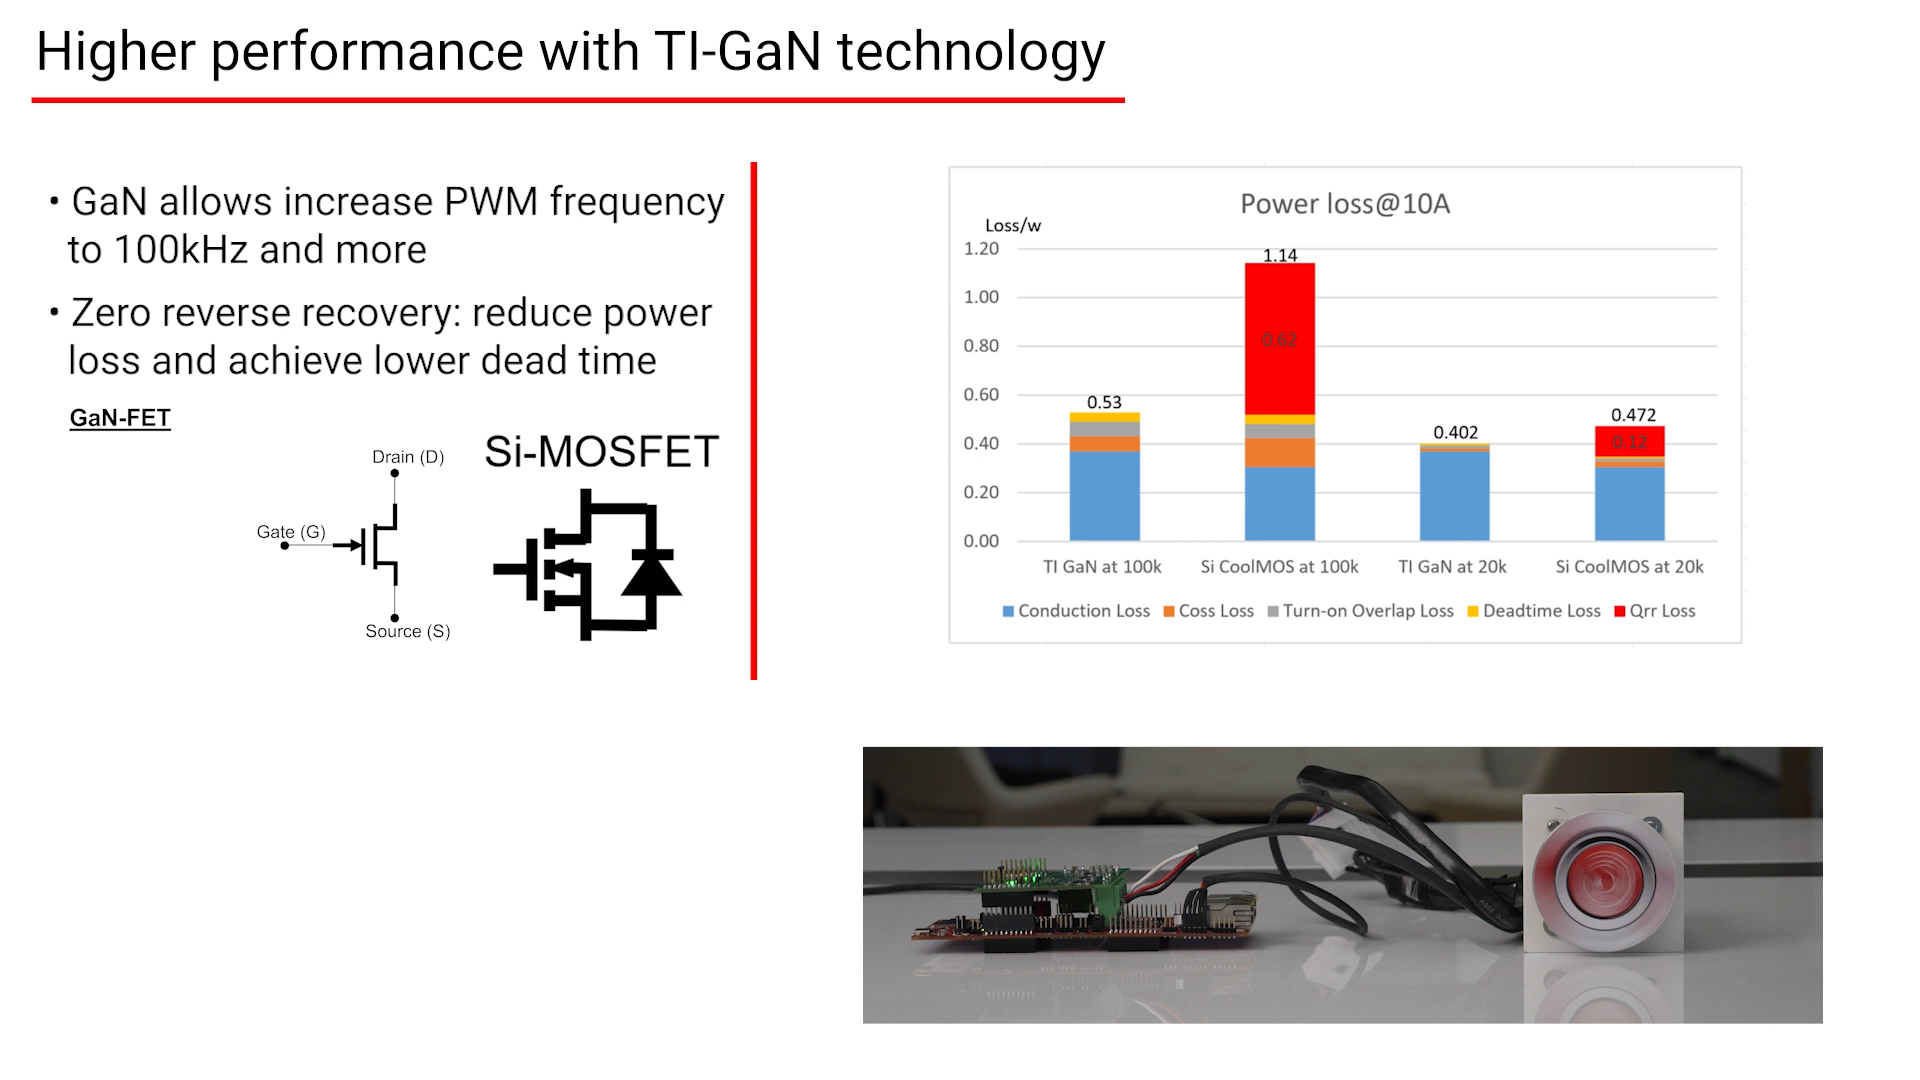 Higher performance with TI-GaN technology
• GaN allows increase PWM frequency
to 100kHz and more
• Zero reverse recovery: reduce power
loss and achieve lower dead time
GaN-FET
Drain (D)
Gate (G)
Source (S)
Si-MOSFET
Power loss@10A
Loss/w
1.20
1.00
0.80
0.60
0.40
0.20
0.00
0.53
1.14
0.62
0.402
0.472
0.12
TI GaN at 100k
Si CoolMOS at 100k
TI GaN at 20k
Si CoolMOS at 20k
Conduction Loss
Coss Loss
Turn-on Overlap Loss
Deadtime Loss
Qrr Loss